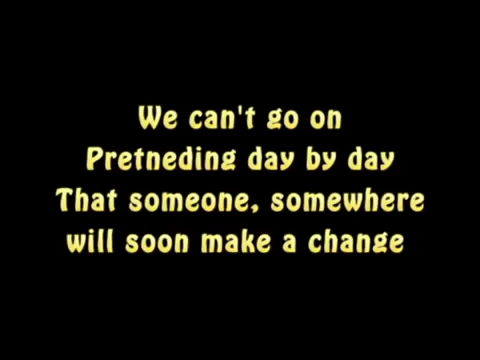 We can't go on
Pretneding day by day
That someone, somewhere
will soon make a change